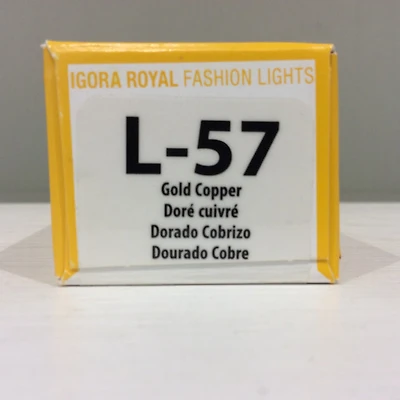 IGORA ROYAL FASHION LIGHTS
L-57
Gold Copper
Doré cuivré
Dorado Cobrizo
Dourado Cobre